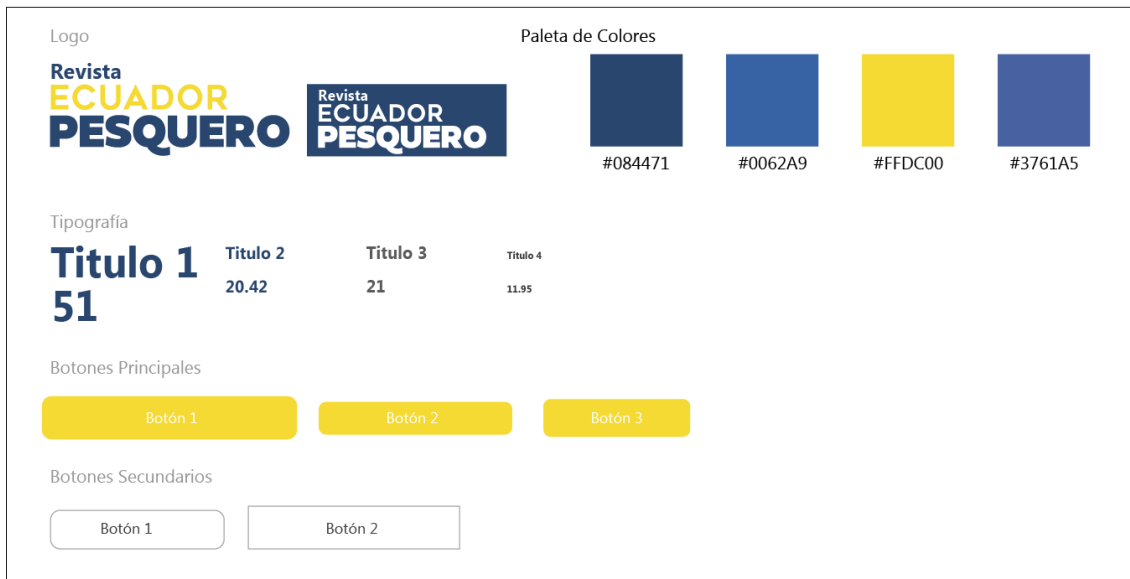 Logo
Paleta de Colores
Revista
ECUADOR
PESQUERO
Revista
ECUADOR
PESQUERO
#084471
#0062A9
#FFDC00
#3761A5
Tipografía
Titulo 1
51
Titulo 2
20.42
Titulo 3
21
Titulo 4
11.95
Botones Principales
Botón 1
Botón 2
Botón 3
Botones Secundarios
Botón 1
Botón 2